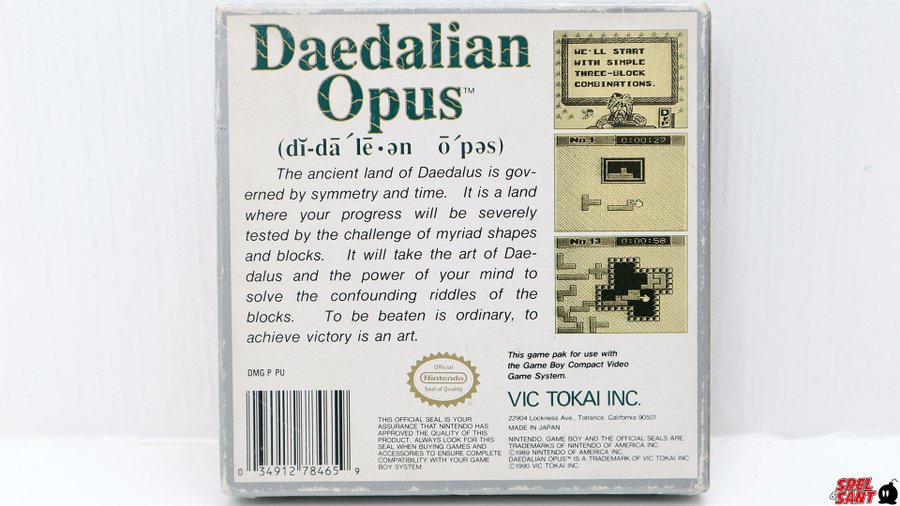 Daedalian
Opus™
(dĭ-dā´lē•ən ō´pəs)
The ancient land of Daedalus is gov-
erned by symmetry and time. It is a land
where your progress will be severely
tested by the challenge of myriad shapes
and blocks. It will take the art of Dae-
dalus and the power of your mind to
solve the confounding riddles of the
blocks. To be beaten is ordinary, to
achieve victory is an art.
WE'LL START
WITH SIMPLE
THREE-BLOCK
COMBINATIONS.
No.1 0:00:27
No.13 0:00:56
DMG P PU
Official
Nintendo
Seal of Quality
This game pak for use with
the Game Boy Compact Video
Game System.
VIC TOKAI INC.
22904 Lockness Ave., Torrance, California 90501
MADE IN JAPAN
NINTENDO, GAME BOY AND THE OFFICIAL SEALS ARE
TRADEMARKS OF NINTENDO OF AMERICA INC.
©1989 NINTENDO OF AMERICA INC.
DAEDALIAN OPUS™ IS A TRADEMARK OF VIC TOKAI INC.
©1990 VIC TOKAI INC.
THIS OFFICIAL SEAL IS YOUR
ASSURANCE THAT NINTENDO HAS
APPROVED THE QUALITY OF THIS
PRODUCT. ALWAYS LOOK FOR THIS
SEAL WHEN BUYING GAMES AND
ACCESSORIES TO ENSURE COMPLETE
COMPATIBILITY WITH YOUR GAME
BOY SYSTEM.
0 34912 78465 9
SPEL
SANT